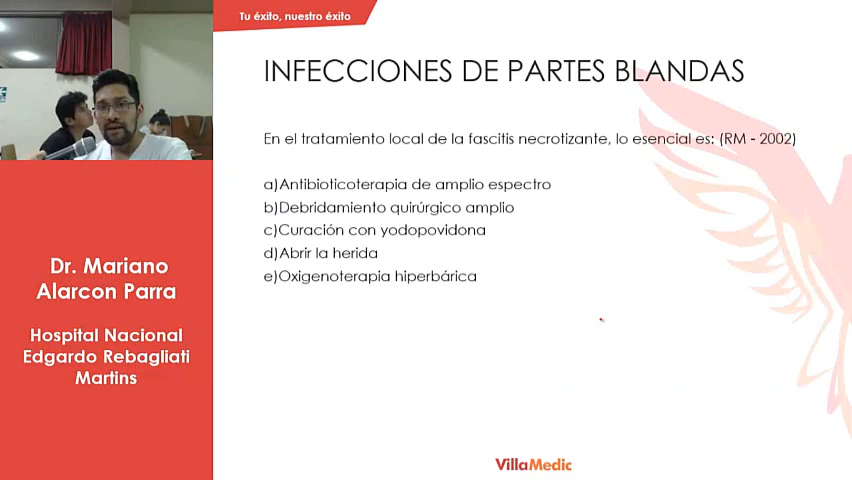 Tu éxito, nuestro éxito
INFECCIONES DE PARTES BLANDAS
En el tratamiento local de la fascitis necrotizante, lo esencial es: (RM - 2002)
a)Antibioticoterapia de amplio espectro
b)Debridamiento quirúrgico amplio
c)Curación con yodopovidona
d)Abrir la herida
e)Oxigenoterapia hiperbárica
Dr. Mariano
Alarcon Parra
Hospital Nacional
Edgardo Rebagliati
Martins
VillaMedic